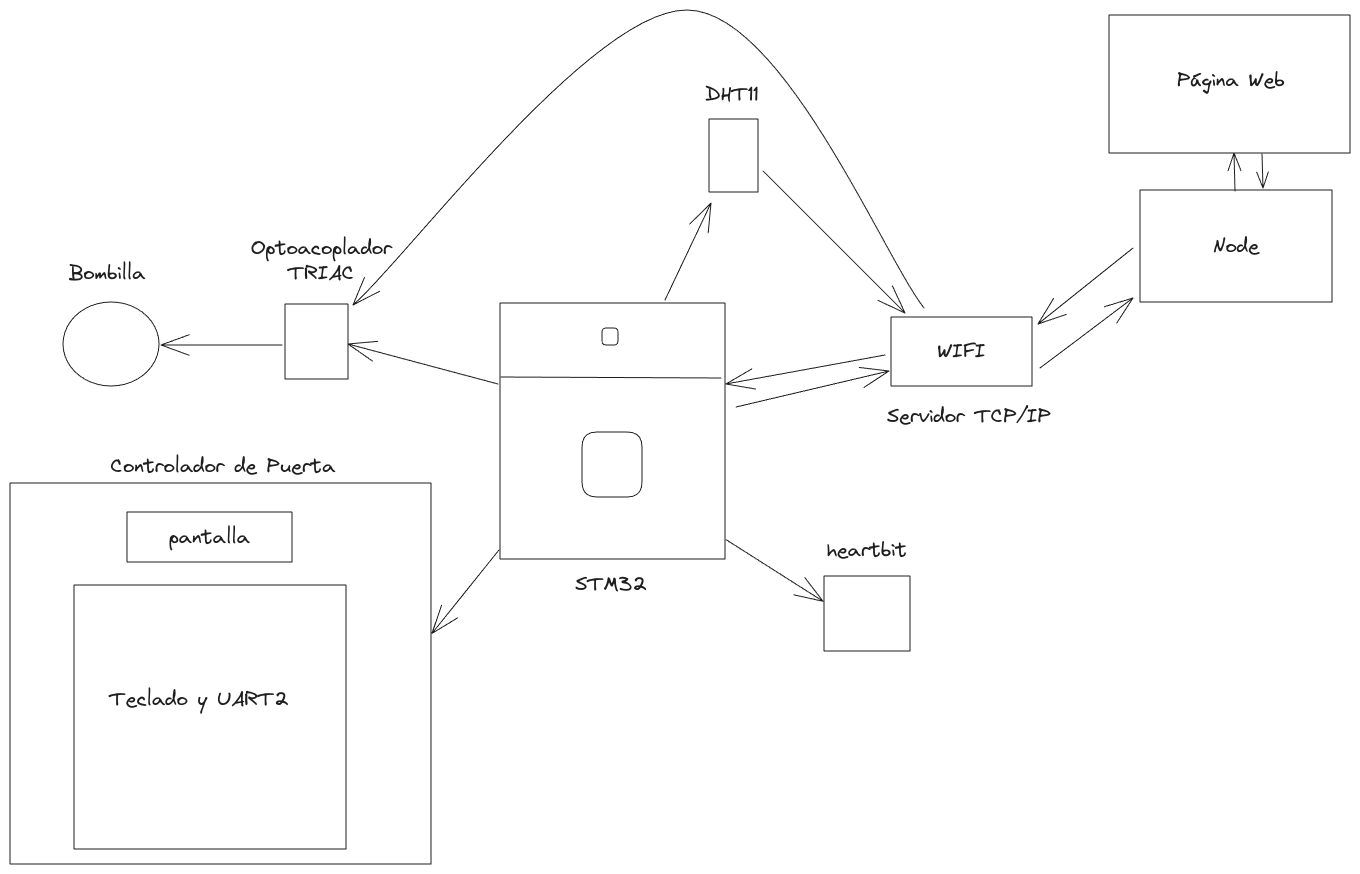 Página Web
DHT11
Optoacoplador
TRIAC
Bombilla
Node
WIFI
Servidor TCP/IP
Controlador de Puerta
pantalla
heartbit
STM32
Teclado y UART2